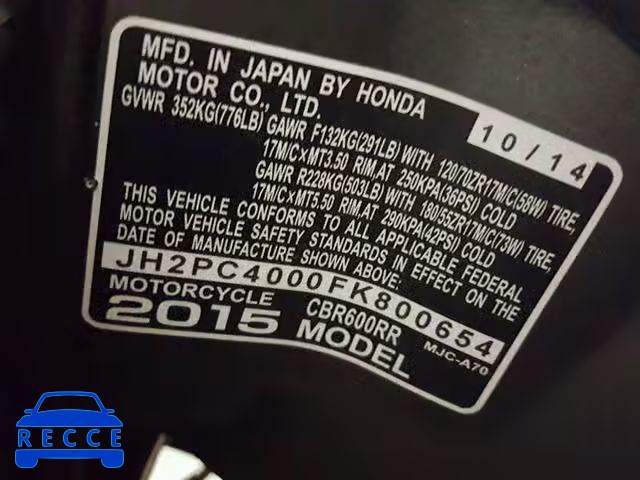 MFD. IN JAPAN BY HONDA
MOTOR CO., LTD.
10/14
GVWR 352KG(776LB) GAWR F132KG(291LB) WITH 120/70ZR17M/C(58W) TIRE,
17M/C×MT3.50 RIM,AT 250KPA(36PSI) COLD
GAWR R228KG(503LB) WITH 180/55ZR17M/C(73W) TIRE,
17M/C×MT5.50 RIM,AT 290KPA(42PSI) COLD
THIS VEHICLE CONFORMS TO ALL APPLICABLE FEDERAL
MOTOR VEHICLE SAFETY STANDARDS IN EFFECT ON THE
DATE OF MANUFACTURE SHOWN ABOVE.
JH2PC4000FK800654
MOTORCYCLE CBR600RR MJC-A70
2015 MODEL
RECCE